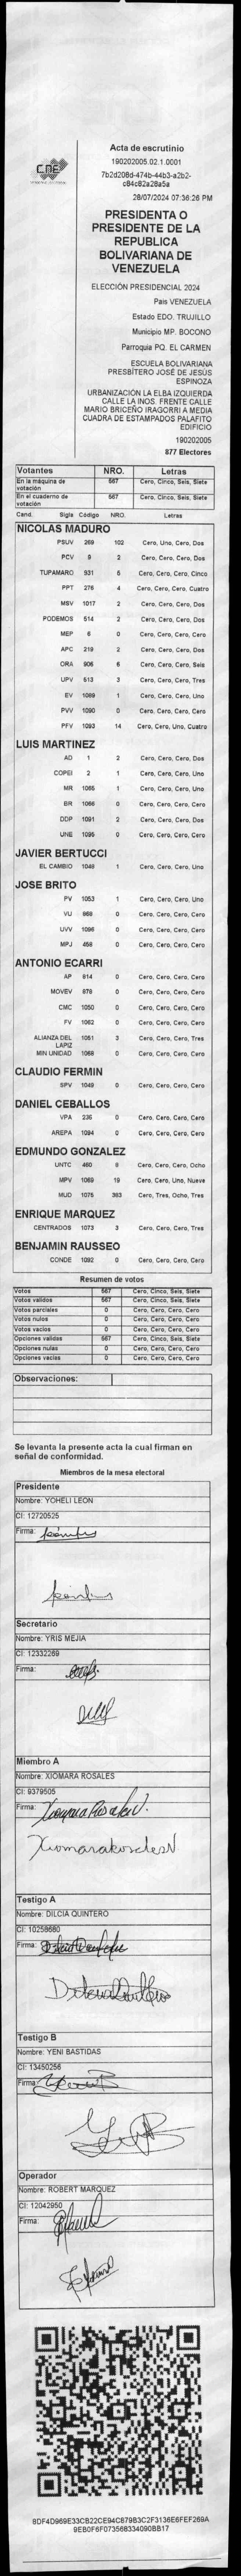 CNE
Acta de escrutinio
190202005.02.1.0001
7b2d208d-474b-44b3-a2b2-
c84c82a28a5a
28/07/2024 07:36:26 PM
PRESIDENTA O
PRESIDENTE DE LA
REPUBLICA
BOLIVARIANA DE
VENEZUELA
ELECCIÓN PRESIDENCIAL 2024
Pais VENEZUELA
Estado EDO. TRUJILLO
Municipio MP. BOCONO
Parroquia PQ. EL CARMEN
ESCUELA BOLIVARIANA
PRESBÍTERO JOSÉ DE JESÚS
ESPINOZA
URBANIZACIÓN LA ELBA IZQUIERDA
CALLE LA INOS. FRENTE CALLE
MARIO BRICEÑO IRAGORRI A MEDIA
CUADRA DE ESTAMPADOS PALAFITO
EDIFICIO
190202005
877 Electores
Votantes NRO. Letras
En la máquina de votación 567 Cero, Cinco, Seis, Siete
En el cuaderno de votación 567 Cero, Cinco, Seis, Siete
Cand. Sigla Código NRO. Letras
NICOLAS MADURO
PSUV 269 102 Cero, Uno, Cero, Dos
PCV 9 2 Cero, Cero, Cero, Dos
TUPAMARO 931 5 Cero, Cero, Cero, Cinco
PPT 276 4 Cero, Cero, Cero, Cuatro
MSV 1017 2 Cero, Cero, Cero, Dos
PODEMOS 514 2 Cero, Cero, Cero, Dos
MEP 6 0 Cero, Cero, Cero, Cero
APC 219 2 Cero, Cero, Cero, Dos
ORA 906 6 Cero, Cero, Cero, Seis
UPV 513 3 Cero, Cero, Cero, Tres
EV 1089 1 Cero, Cero, Cero, Uno
PVV 1090 0 Cero, Cero, Cero, Cero
PFV 1093 14 Cero, Cero, Uno, Cuatro
LUIS MARTINEZ
AD 1 2 Cero, Cero, Cero, Dos
COPEI 2 1 Cero, Cero, Cero, Uno
MR 1065 1 Cero, Cero, Cero, Uno
BR 1066 0 Cero, Cero, Cero, Cero
DDP 1091 2 Cero, Cero, Cero, Dos
UNE 1095 0 Cero, Cero, Cero, Cero
JAVIER BERTUCCI
EL CAMBIO 1048 1 Cero, Cero, Cero, Uno
JOSE BRITO
PV 1053 1 Cero, Cero, Cero, Uno
VU 868 0 Cero, Cero, Cero, Cero
UVV 1096 0 Cero, Cero, Cero, Cero
MPJ 458 0 Cero, Cero, Cero, Cero
ANTONIO ECARRI
AP 814 0 Cero, Cero, Cero, Cero
MOVEV 878 0 Cero, Cero, Cero, Cero
CMC 1050 0 Cero, Cero, Cero, Cero
FV 1062 0 Cero, Cero, Cero, Cero
ALIANZA DEL LAPIZ 1051 3 Cero, Cero, Cero, Tres
MIN UNIDAD 1068 0 Cero, Cero, Cero, Cero
CLAUDIO FERMIN
SPV 1049 0 Cero, Cero, Cero, Cero
DANIEL CEBALLOS
VPA 236 0 Cero, Cero, Cero, Cero
AREPA 1094 0 Cero, Cero, Cero, Cero
EDMUNDO GONZALEZ
UNTC 460 8 Cero, Cero, Cero, Ocho
MPV 1069 19 Cero, Cero, Uno, Nueve
MUD 1075 383 Cero, Tres, Ocho, Tres
ENRIQUE MARQUEZ
CENTRADOS 1073 3 Cero, Cero, Cero, Tres
BENJAMIN RAUSSEO
CONDE 1092 0 Cero, Cero, Cero, Cero
Resumen de votos
Votos 567 Cero, Cinco, Seis, Siete
Votos validos 567 Cero, Cinco, Seis, Siete
Votos parciales 0 Cero, Cero, Cero, Cero
Votos nulos 0 Cero, Cero, Cero, Cero
Votos vacios 0 Cero, Cero, Cero, Cero
Opciones validas 567 Cero, Cinco, Seis, Siete
Opciones nulas 0 Cero, Cero, Cero, Cero
Opciones vacias 0 Cero, Cero, Cero, Cero
Observaciones:
Se levanta la presente acta la cual firman en
señal de conformidad.
Miembros de la mesa electoral
Presidente
Nombre: YOHELI LEON
CI: 12720525
Firma:
Secretario
Nombre: YRIS MEJIA
CI: 12332269
Firma:
Miembro A
Nombre: XIOMARA ROSALES
CI: 9379505
Firma: Xiomara Rosales V.
Xiomara Rosales V
Testigo A
Nombre: DILCIA QUINTERO
CI: 10258660
Firma: Dilcia Quintero
Dilcia Quintero
Testigo B
Nombre: YENI BASTIDAS
CI: 13450256
Firma:
Operador
Nombre: ROBERT MARQUEZ
CI: 12042950
Firma:
8DF4D969E33CB22CE94C879B3C2F3136E6FEF269A
9EB0F6F07356B334090BB17